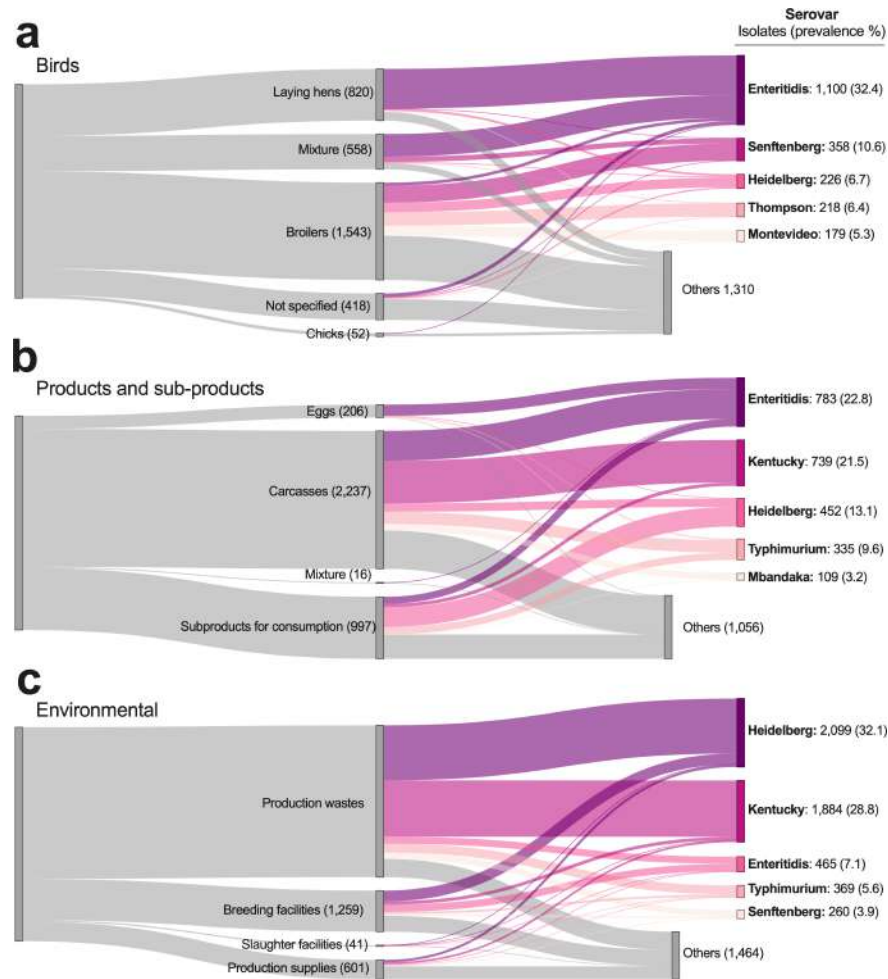 Serovar
Isolates (prevalence %)
a
Birds
Laying hens (820)
Mixture (558)
Broilers (1,543)
Not specified (418)
Chicks (52)
Enteritidis: 1,100 (32.4)
Senftenberg: 358 (10.6)
Heidelberg: 226 (6.7)
Thompson: 218 (6.4)
Montevideo: 179 (5.3)
Others 1,310
b
Products and sub-products
Eggs (206)
Carcasses (2,237)
Mixture (16)
Subproducts for consumption (997)
Enteritidis: 783 (22.8)
Kentucky: 739 (21.5)
Heidelberg: 452 (13.1)
Typhimurium: 335 (9.6)
Mbandaka: 109 (3.2)
Others (1,056)
c
Environmental
Production wastes
Breeding facilities (1,259)
Slaughter facilities (41)
Production supplies (601)
Heidelberg: 2,099 (32.1)
Kentucky: 1,884 (28.8)
Enteritidis: 465 (7.1)
Typhimurium: 369 (5.6)
Senftenberg: 260 (3.9)
Others (1,464)